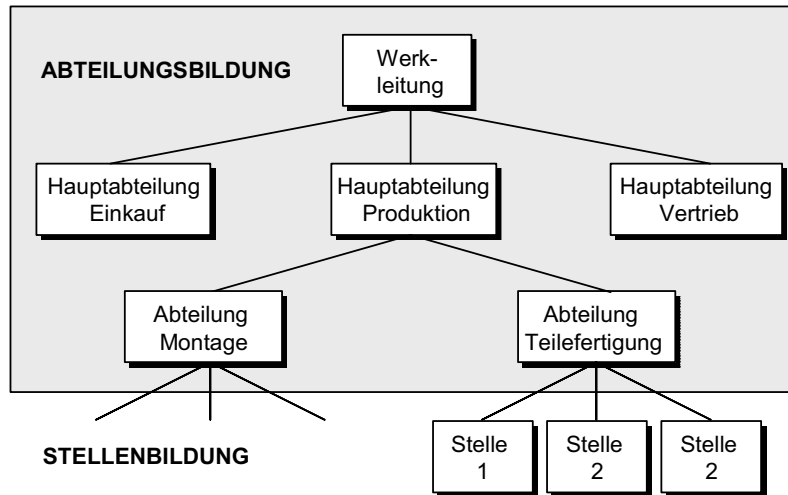 ABTEILUNGSBILDUNG
Werk-
leitung
Hauptabteilung
Einkauf
Hauptabteilung
Produktion
Hauptabteilung
Vertrieb
Abteilung
Montage
Abteilung
Teilefertigung
STELLENBILDUNG
Stelle
1
Stelle
2
Stelle
2